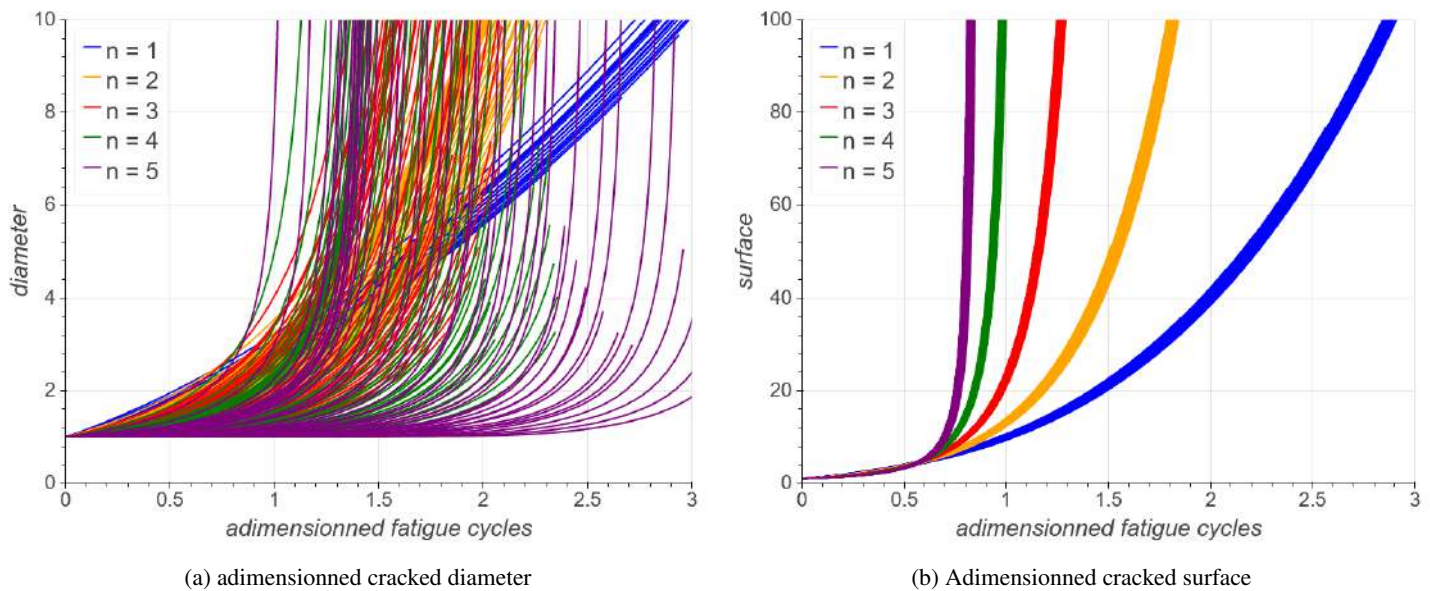 10
8
6
4
2
0
diameter
n = 1
n = 2
n = 3
n = 4
n = 5
0 0.5 1 1.5 2 2.5 3
adimensionned fatigue cycles
(a) adimensionned cracked diameter
100
80
60
40
20
0
surface
n = 1
n = 2
n = 3
n = 4
n = 5
0 0.5 1 1.5 2 2.5 3
adimensionned fatigue cycles
(b) Adimensionned cracked surface